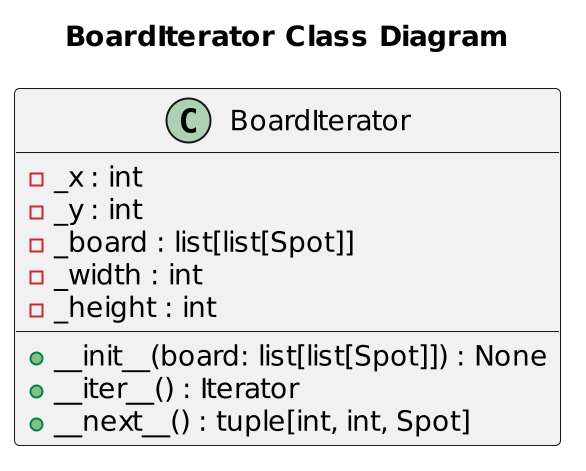 BoardIterator Class Diagram
C BoardIterator
_x : int
_y : int
_board : list[list[Spot]]
_width : int
_height : int
__init__(board: list[list[Spot]]) : None
__iter__() : Iterator
__next__() : tuple[int, int, Spot]